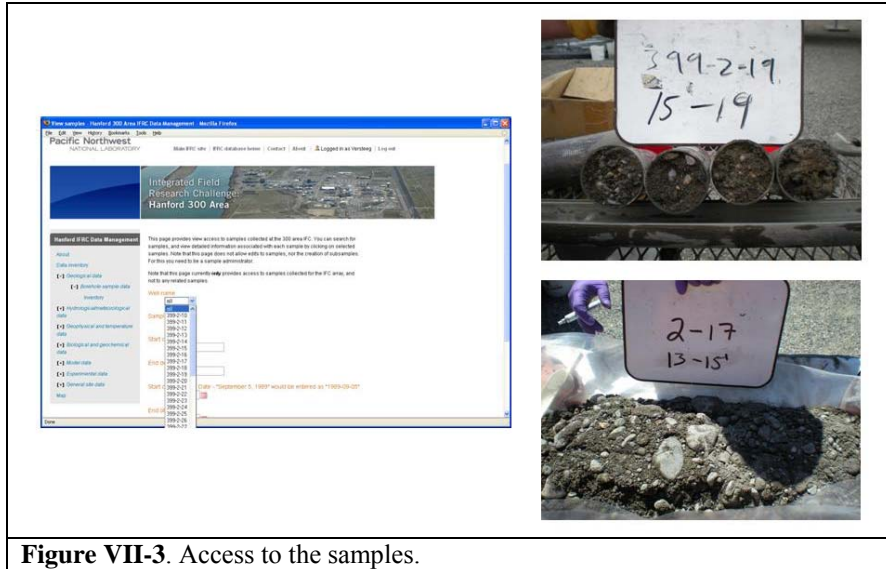 View samples - Hanford 300 Area IFRC Data Management - Mozilla Firefox
File Edit View History Bookmarks Tools Help
Pacific Northwest
NATIONAL LABORATORY
Main IFRC site | IFRC database home | Contact | About | Logged in as Versteeg | Log out
Integrated Field
Research Challenge:
Hanford 300 Area
Hanford IFRC Data Management
About
Data inventory
[-] Geological data
[-] Borehole sample data
Inventory
[+] Hydrological/meteorological
data
[+] Geophysical and temperature
data
[+] Biological and geochemical
data
[+] Model data
[+] Experimental data
[+] General site data
Map
This page provides view access to samples collected at the 300 area IFC. You can search for
samples, and view detailed information associated with each sample by clicking on selected
samples. Note that this page does not allow edits to samples, nor the creation of subsamples.
For this you need to be a sample administrator.
Note that this page currently only provides access to samples collected for the IFC array, and
not to any related samples.
Well name
all
all
399-2-10
399-2-11
399-2-12
399-2-13
399-2-14
399-2-15
399-2-16
399-2-17
399-2-18
399-2-19
399-2-20
399-2-21
399-2-22
399-2-23
399-2-24
399-2-25
399-2-26
399-2-27
Start
End
Start
Date - "September 5, 1989" would be entered as "1989-09-05"
End
Done
399-2-19
15-19
2-17
13-15'
Figure VII-3. Access to the samples.